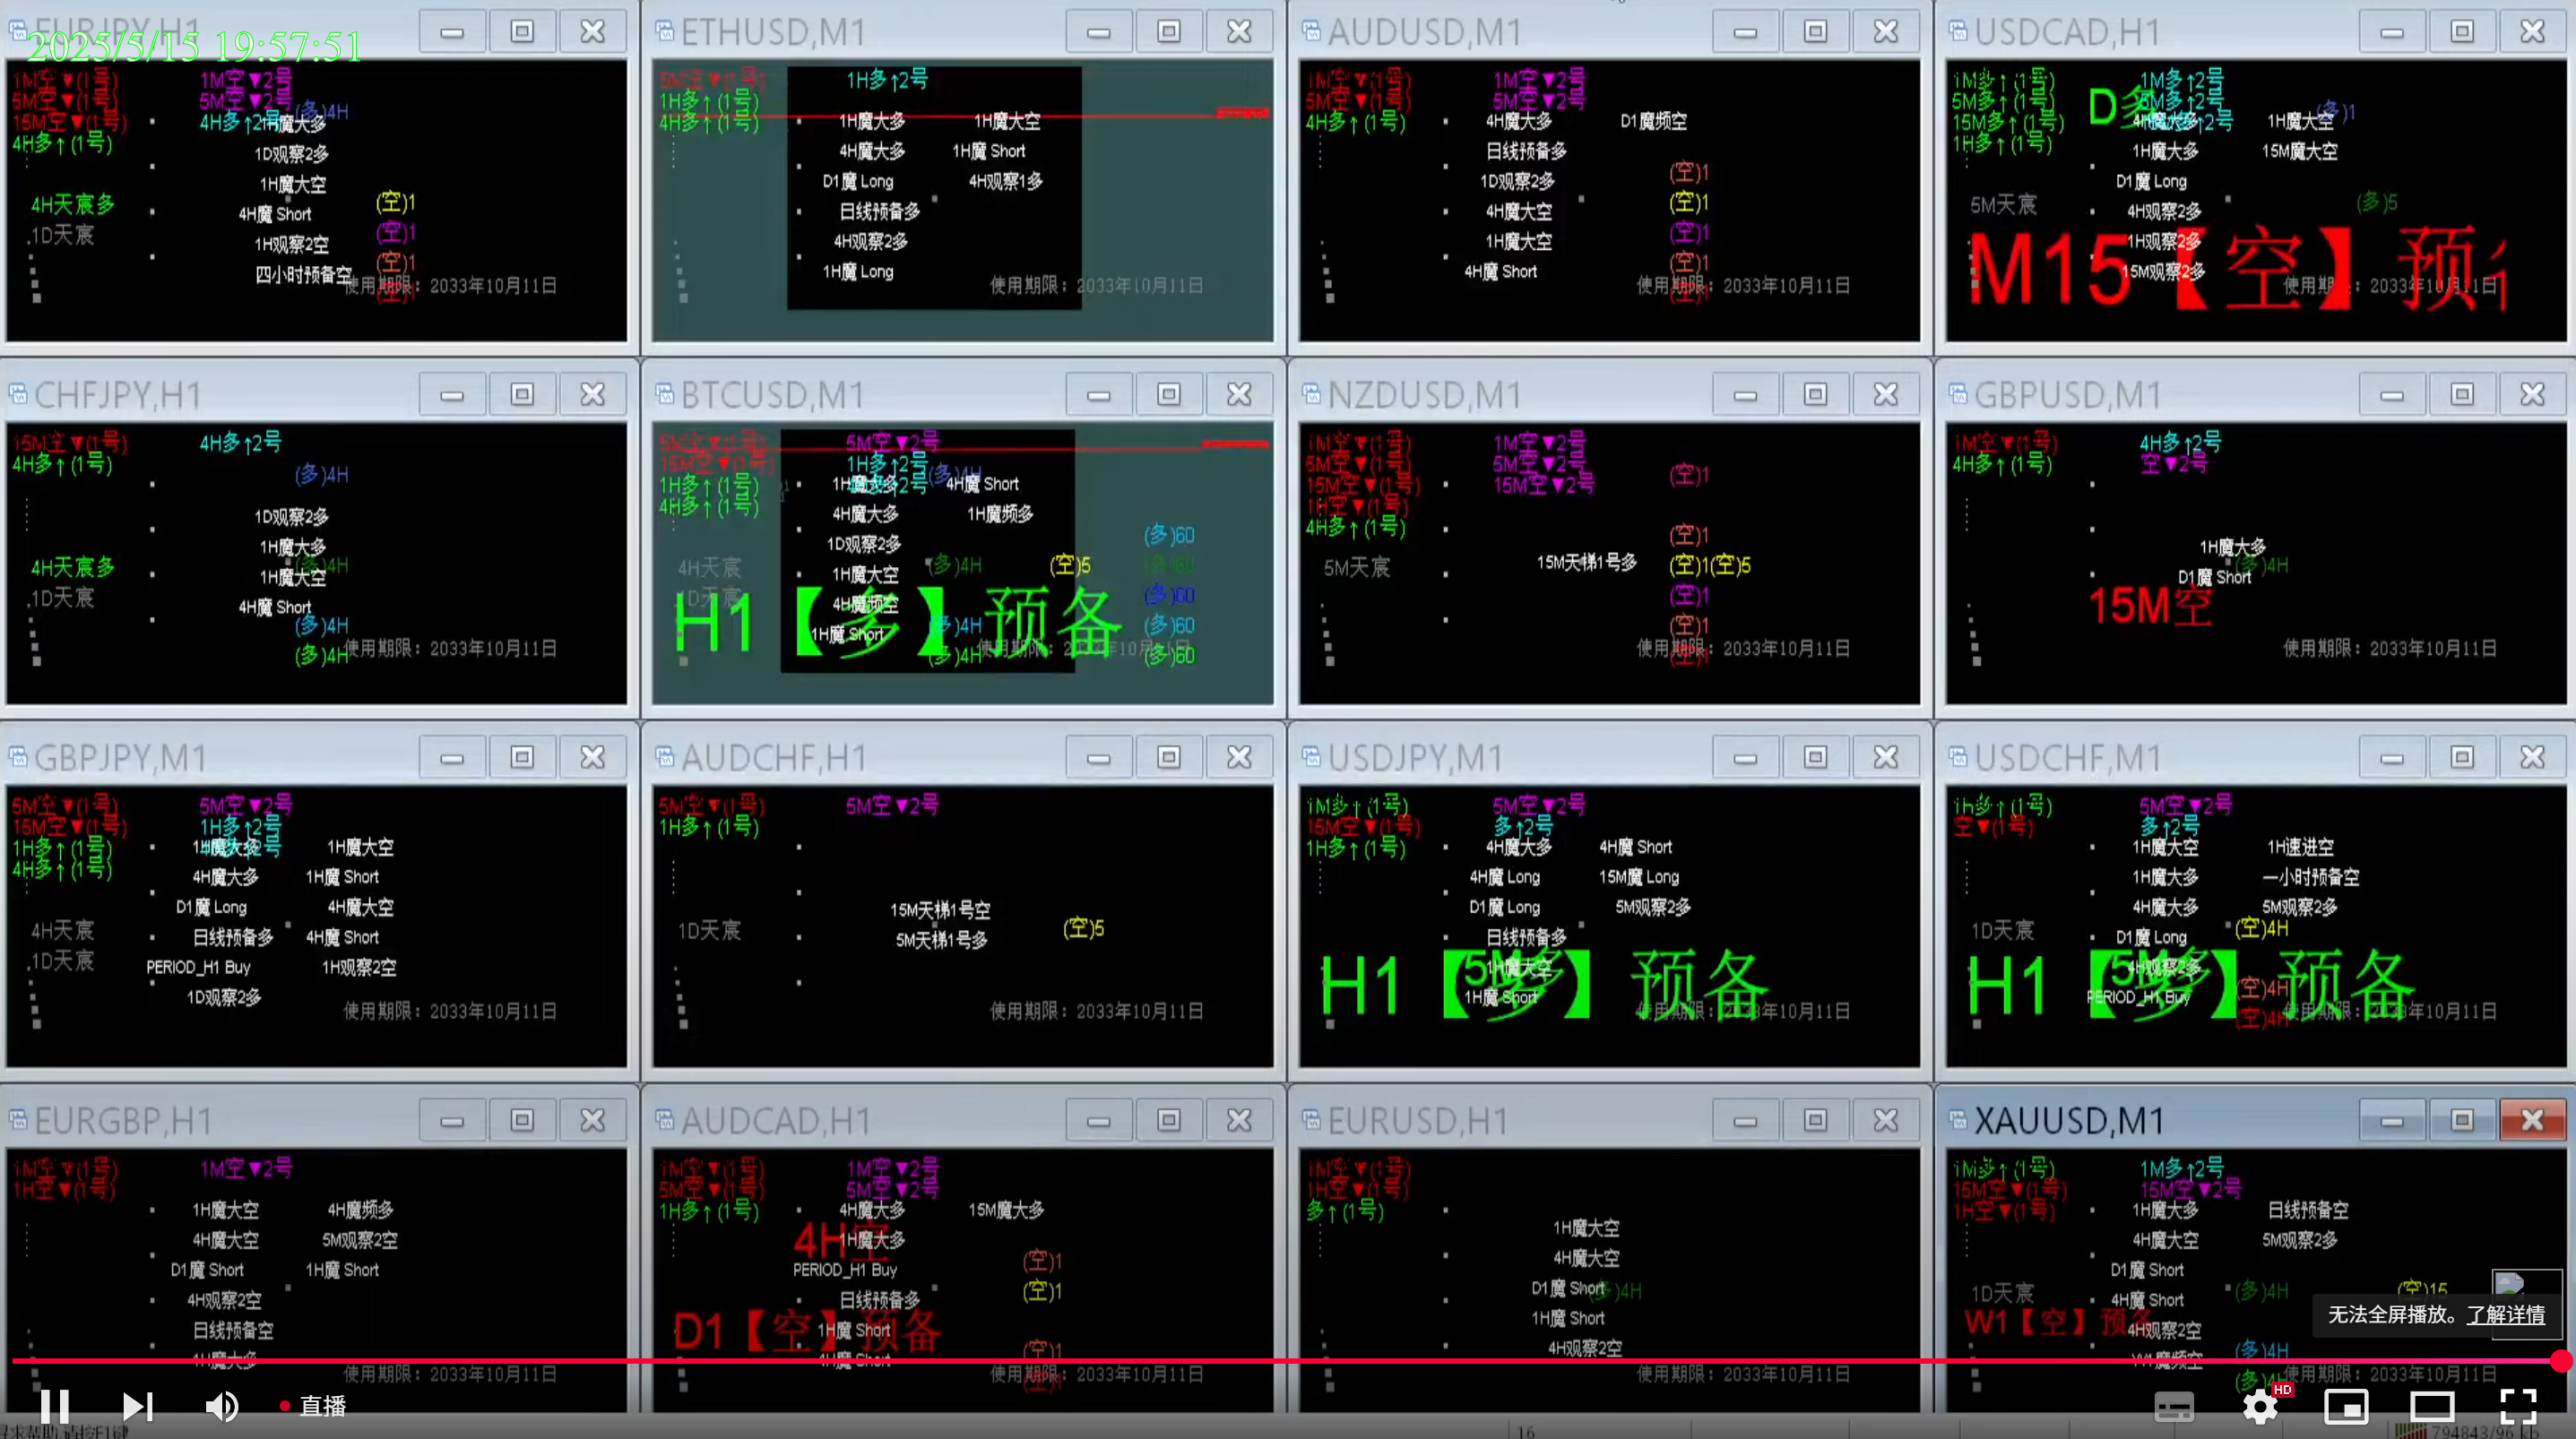 EURJPY,H1
2025/5/15 19:57:51
1M空▼(1号)
1M空▼2号
5M空▼(1号)
5M空▼2号
(多)4H
15M空▼(1号)
4H多↑2号
1H魔大多
4H多↑(1号)
1D观察2多
1H魔大空
4H天宸多
(空)1
4H魔 Short
1D天宸
(空)1
1H观察2空
(空)1
四小时预备空
使用期限：2033年10月11日
ETHUSD,M1
5M空▼(1号)
1H多↑2号
1H多↑(1号)
4H多↑(1号)
1H魔大多
1H魔大空
4H魔大多
1H魔 Short
D1魔 Long
4H观察1多
日线预备多
4H观察2多
1H魔 Long
使用期限：2033年10月11日
AUDUSD,M1
1M空▼(1号)
1M空▼2号
5M空▼(1号)
5M空▼2号
4H多↑(1号)
4H魔大多
D1魔频空
日线预备多
(空)1
1D观察2多
(空)1
4H魔大空
(空)1
1H魔大空
(空)1
4H魔 Short
使用期限：2033年10月11日
USDCAD,H1
1M多↑(1号)
1M多↑2号
5M多↑(1号)
D多
5M多↑2号
(多)1
15M多↑(1号)
4H魔大多
1H魔大空
1H多↑(1号)
1H魔大多
15M魔大空
D1魔 Long
5M天宸
4H观察2多
(多)5
1H观察2多
M15【空】预
15M观察2多
使用期限：2033年10月11日
CHFJPY,H1
15M空▼(1号)
4H多↑2号
4H多↑(1号)
(多)4H
1D观察2多
1H魔大多
4H天宸多
(多)4H
1H魔大空
1D天宸
4H魔 Short
(多)4H
(多)4H
使用期限：2033年10月11日
BTCUSD,M1
5M空▼(1号)
5M空▼2号
15M空▼(1号)
1H多↑2号
(多)4H
1H多↑(1号)
1H魔大多
4H魔 Short
4H多↑(1号)
4H魔大多
1H魔频多
1D观察2多
(多)60
4H天宸
(多)4H
(空)5
(多)60
1H魔大空
1D天宸
4H魔频空
(多)60
H1【多】预备
1H魔 Short
(多)4H
(多)60
(多)4H
(多)60
使用期限：2033年10月11日
NZDUSD,M1
1M空▼(1号)
1M空▼2号
5M空▼(1号)
5M空▼2号
15M空▼(1号)
15M空▼2号
(空)1
1H空▼(1号)
4H多↑(1号)
(空)1
5M天宸
15M天梯1号多
(空)1(空)5
(空)1
(空)1
使用期限：2033年10月11日
GBPUSD,M1
1M空▼(1号)
4H多↑2号
4H多↑(1号)
空▼2号
1H魔大多
(多)4H
D1魔 Short
15M空
使用期限：2033年10月11日
GBPJPY,M1
5M空▼(1号)
5M空▼2号
15M空▼(1号)
1H多↑2号
1H多↑(1号)
1H魔大多
1H魔大空
4H多↑(1号)
4H魔大多
1H魔 Short
D1魔 Long
4H魔大空
4H天宸
日线预备多
4H魔 Short
1D天宸
PERIOD_H1 Buy
1H观察2空
1D观察2多
使用期限：2033年10月11日
AUDCHF,H1
5M空▼(1号)
5M空▼2号
1H多↑(1号)
15M天梯1号空
1D天宸
5M天梯1号多
(空)5
使用期限：2033年10月11日
USDJPY,M1
1M多↑(1号)
5M空▼2号
15M空▼(1号)
多↑2号
1H多↑(1号)
4H魔大多
4H魔 Short
4H魔 Long
15M魔 Long
D1魔 Long
5M观察2多
日线预备多
1H魔大空
H1【多】预备
5M多
1H魔 Short
使用期限：2033年10月11日
USDCHF,M1
1h多↑(1号)
5M空▼2号
空▼(1号)
多↑2号
1H魔大空
1H速进空
1H魔大多
一小时预备空
4H魔大多
5M观察2多
1D天宸
D1魔 Long
(空)4H
4H观察2多
H1【多】预备
5M多
(空)4H
PERIOD_H1 Buy
(空)4H
使用期限：2033年10月11日
EURGBP,H1
1M空▼(1号)
1M空▼2号
1H空▼(1号)
1H魔大空
4H魔频多
4H魔大空
5M观察2空
D1魔 Short
1H魔 Short
4H观察2空
日线预备空
1H魔大多
使用期限：2033年10月11日
AUDCAD,H1
1M空▼(1号)
1M空▼2号
5M空▼(1号)
5M空▼2号
1H多↑(1号)
4H魔大多
15M魔大多
4H空
1H魔大多
(空)1
PERIOD_H1 Buy
(空)1
日线预备多
D1【空】预备
1H魔 Short
(空)1
4H魔 Short
使用期限：2033年10月11日
EURUSD,H1
1M空▼(1号)
1H空▼(1号)
多↑(1号)
1H魔大空
4H魔大空
D1魔 Short
(多)4H
1H魔 Short
4H观察2空
使用期限：2033年10月11日
XAUUSD,M1
1M多↑(1号)
1M多↑2号
15M空▼(1号)
15M空▼2号
1H空▼(1号)
1H魔大多
日线预备空
4H魔大空
5M观察2多
D1魔 Short
1D天宸
4H魔 Short
(多)4H
(空)15
W1【空】预备
4H观察2空
无法全屏播放。了解详情
(多)4H
W1魔频空
(多)4H
使用期限：2033年10月11日
直播
HD
寻求帮助,请按F1键
16
794843/96 kb